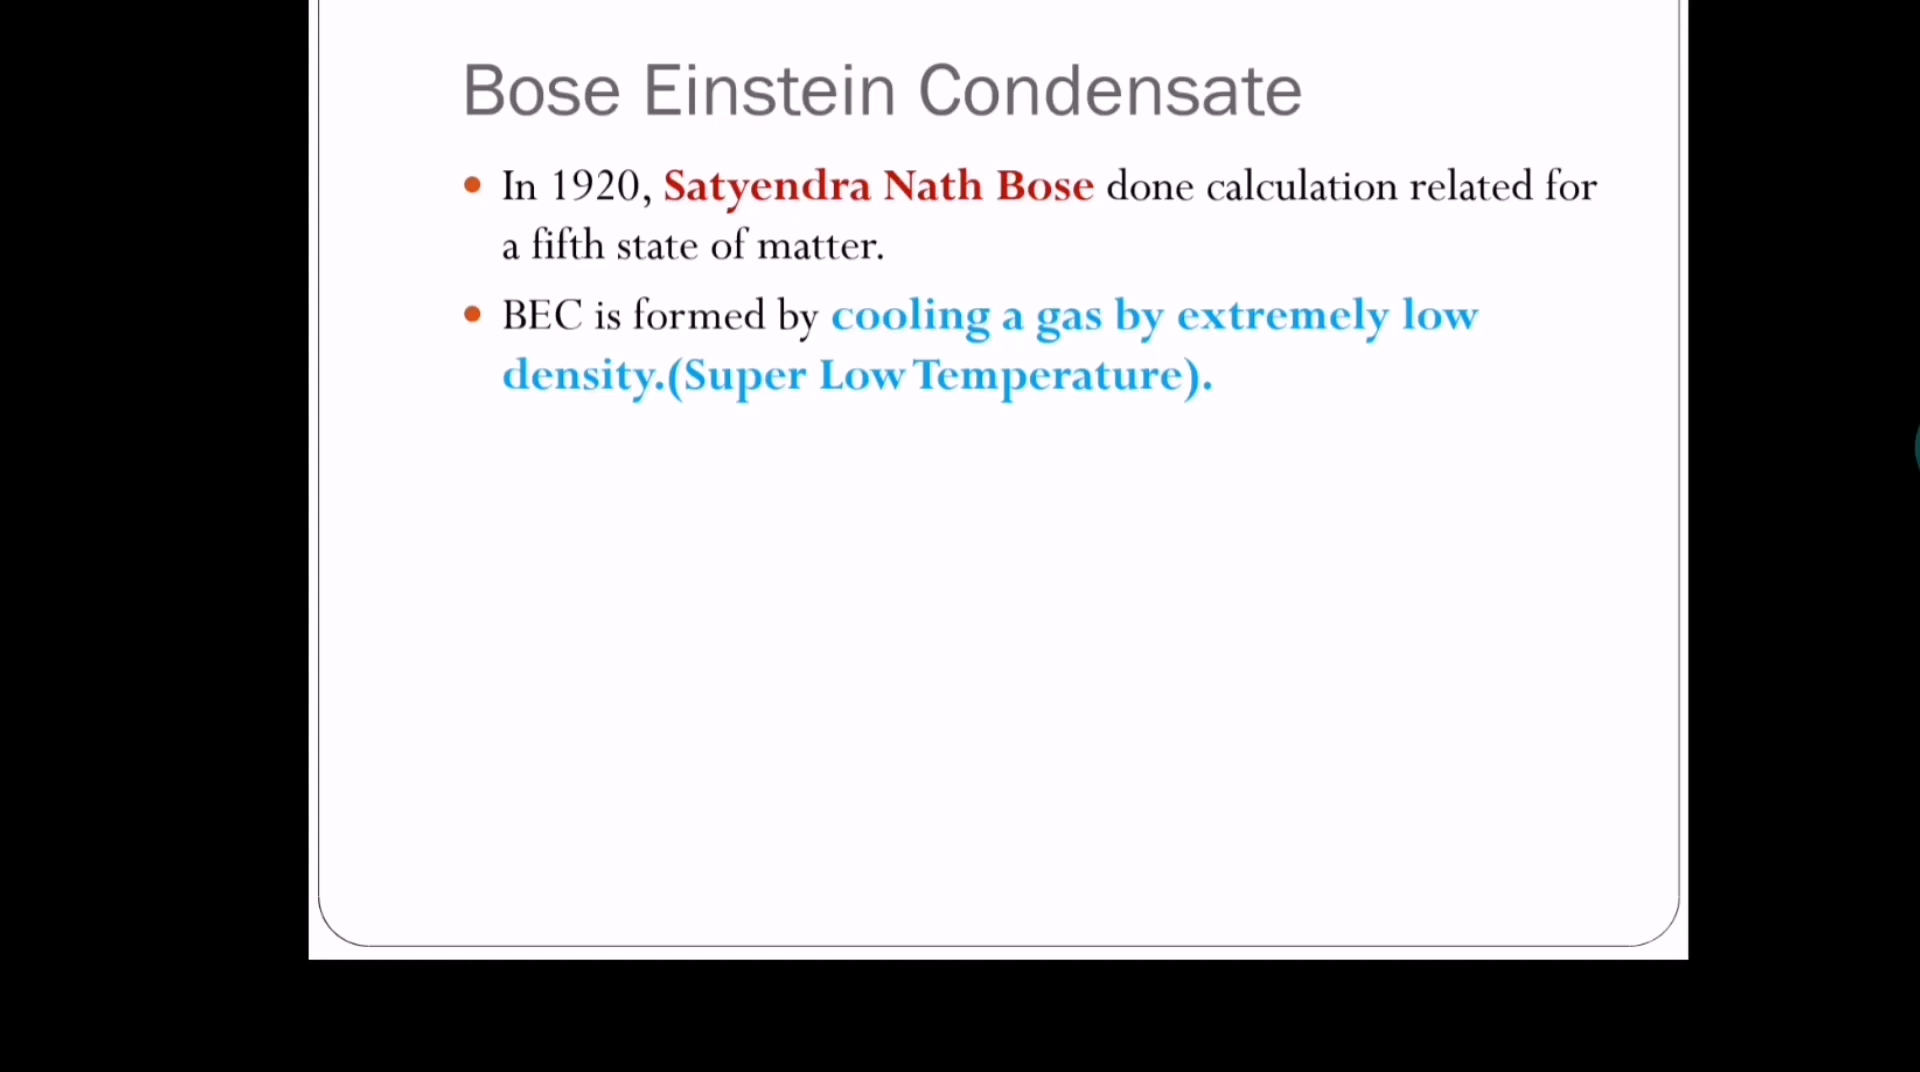 Bose Einstein Condensate
• In 1920, Satyendra Nath Bose done calculation related for
a fifth state of matter.
• BEC is formed by cooling a gas by extremely low
density.(Super Low Temperature).